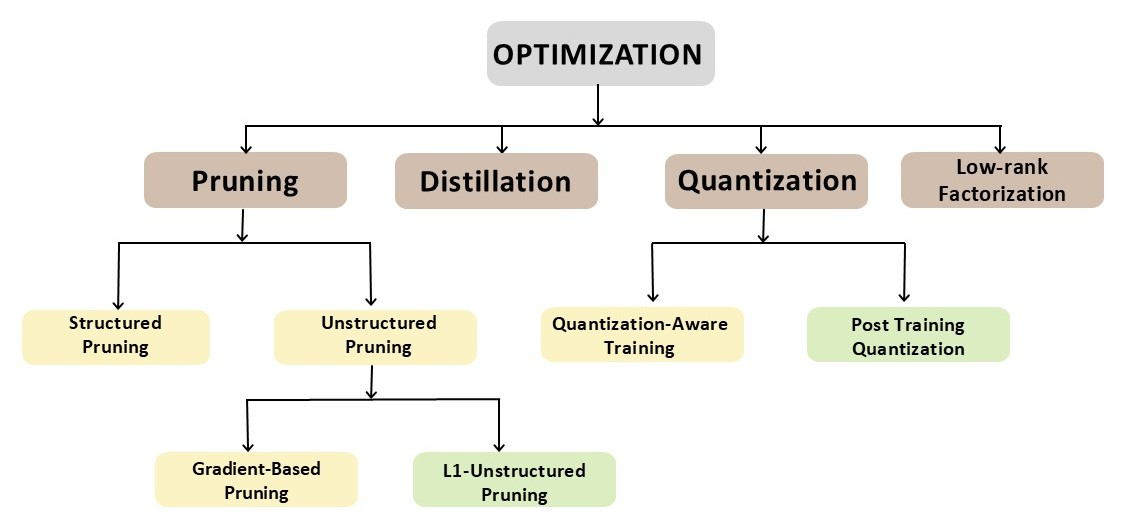 OPTIMIZATION
Pruning
Distillation
Quantization
Low-rank
Factorization
Structured
Pruning
Unstructured
Pruning
Quantization-Aware
Training
Post Training
Quantization
Gradient-Based
Pruning
L1-Unstructured
Pruning